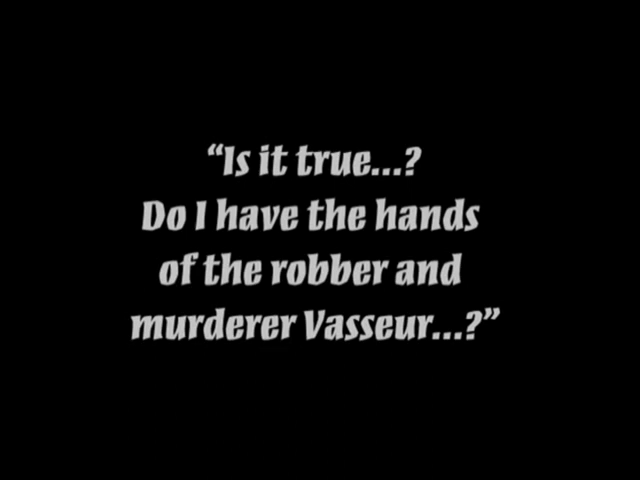 “Is it true...?
Do I have the hands
of the robber and
murderer Vasseur...?”